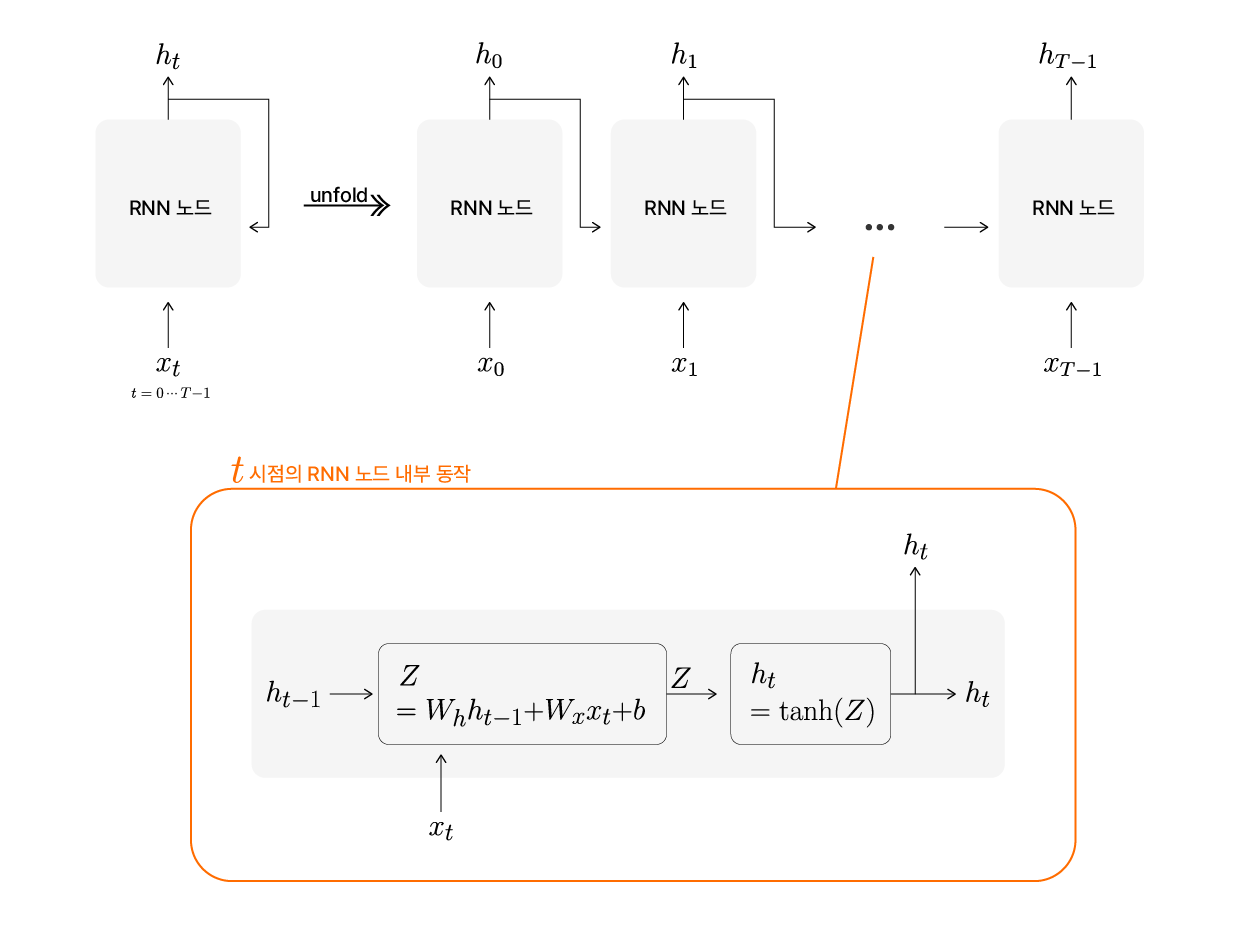 h_t
h_0
h_1
h_{T-1}
RNN 노드
unfold
RNN 노드
RNN 노드
•••
RNN 노드
x_t
t = 0 ⋯ T-1
x_0
x_1
x_{T-1}
t 시점의 RNN 노드 내부 동작
h_t
h_{t-1}
Z
= W_h h_{t-1}+W_x x_t+b
Z
h_t
= tanh(Z)
h_t
x_t